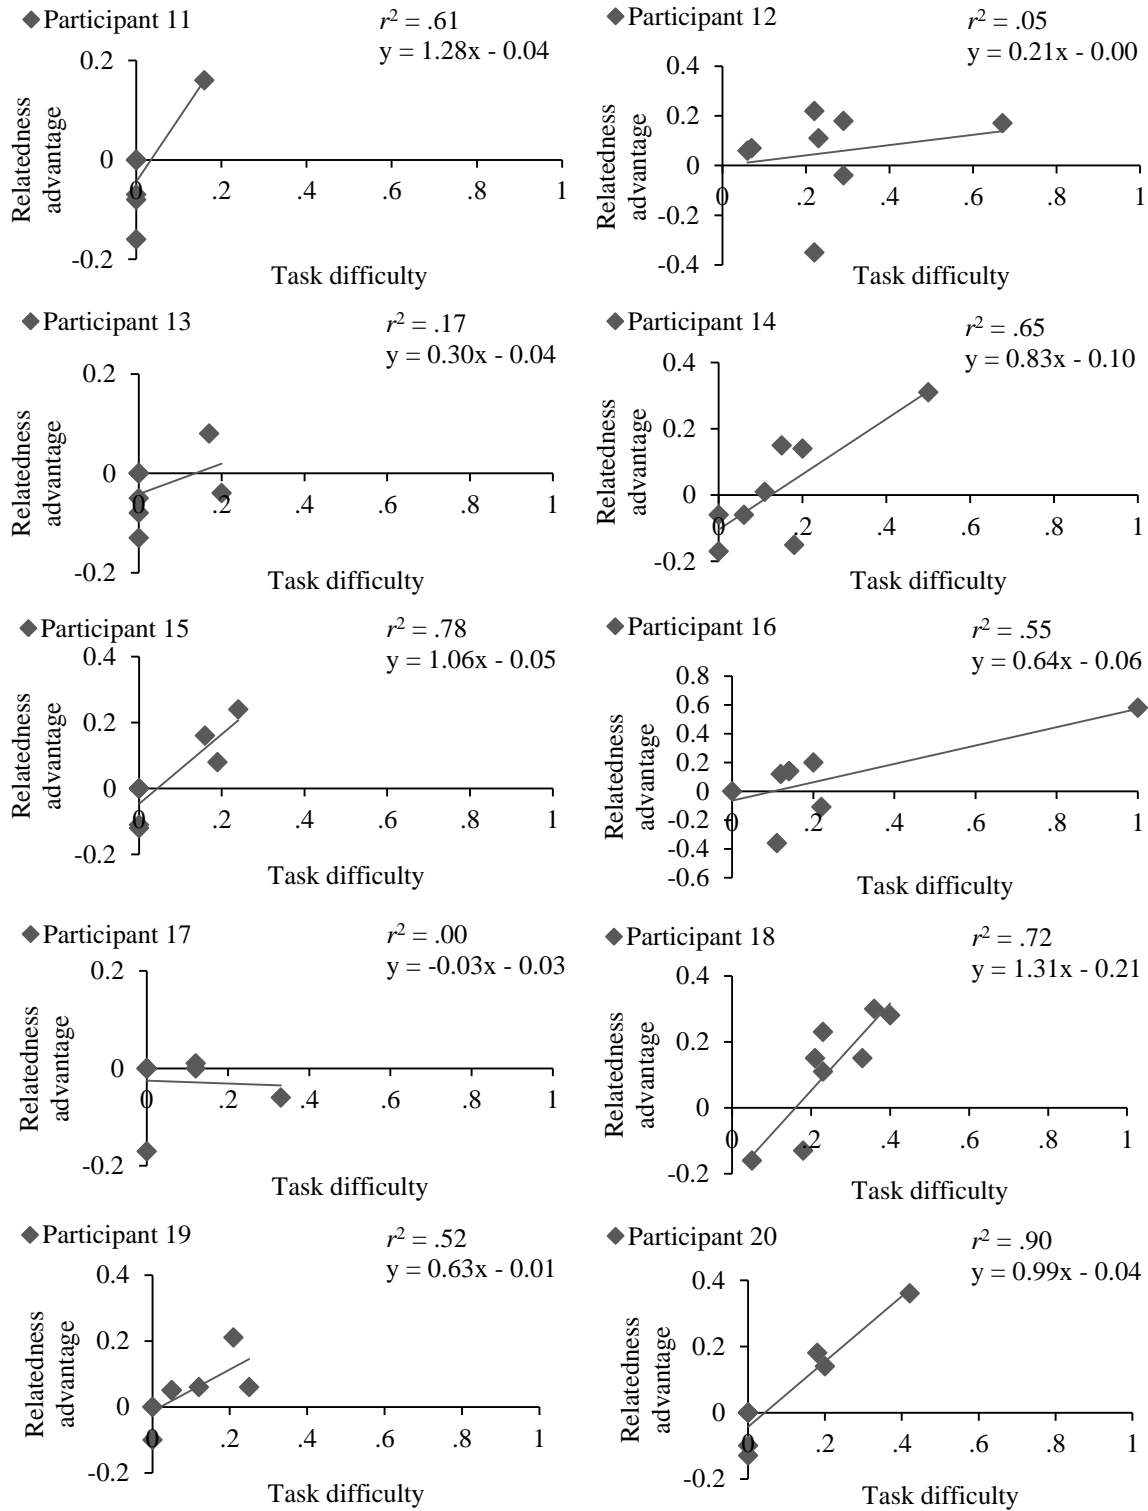 Participant 11
r² = .61
y = 1.28x - 0.04
Relatedness
advantage
0.2
0
-0.2
0
.2
.4
.6
.8
1
Task difficulty
Participant 12
r² = .05
y = 0.21x - 0.00
Relatedness
advantage
0.4
0.2
0
-0.2
-0.4
0
.2
.4
.6
.8
1
Task difficulty
Participant 13
r² = .17
y = 0.30x - 0.04
Relatedness
advantage
0.2
0
-0.2
0
.2
.4
.6
.8
1
Task difficulty
Participant 14
r² = .65
y = 0.83x - 0.10
Relatedness
advantage
0.4
0.2
0
-0.2
0
.2
.4
.6
.8
1
Task difficulty
Participant 15
r² = .78
y = 1.06x - 0.05
Relatedness
advantage
0.4
0.2
0
-0.2
0
.2
.4
.6
.8
1
Task difficulty
Participant 16
r² = .55
y = 0.64x - 0.06
Relatedness
advantage
0.8
0.6
0.4
0.2
0
-0.2
-0.4
-0.6
0
.2
.4
.6
.8
1
Task difficulty
Participant 17
r² = .00
y = -0.03x - 0.03
Relatedness
advantage
0.2
0
-0.2
0
.2
.4
.6
.8
1
Task difficulty
Participant 18
r² = .72
y = 1.31x - 0.21
Relatedness
advantage
0.4
0.2
0
-0.2
0
.2
.4
.6
.8
1
Task difficulty
Participant 19
r² = .52
y = 0.63x - 0.01
Relatedness
advantage
0.4
0.2
0
-0.2
0
.2
.4
.6
.8
1
Task difficulty
Participant 20
r² = .90
y = 0.99x - 0.04
Relatedness
advantage
0.4
0.2
0
-0.2
0
.2
.4
.6
.8
1
Task difficulty